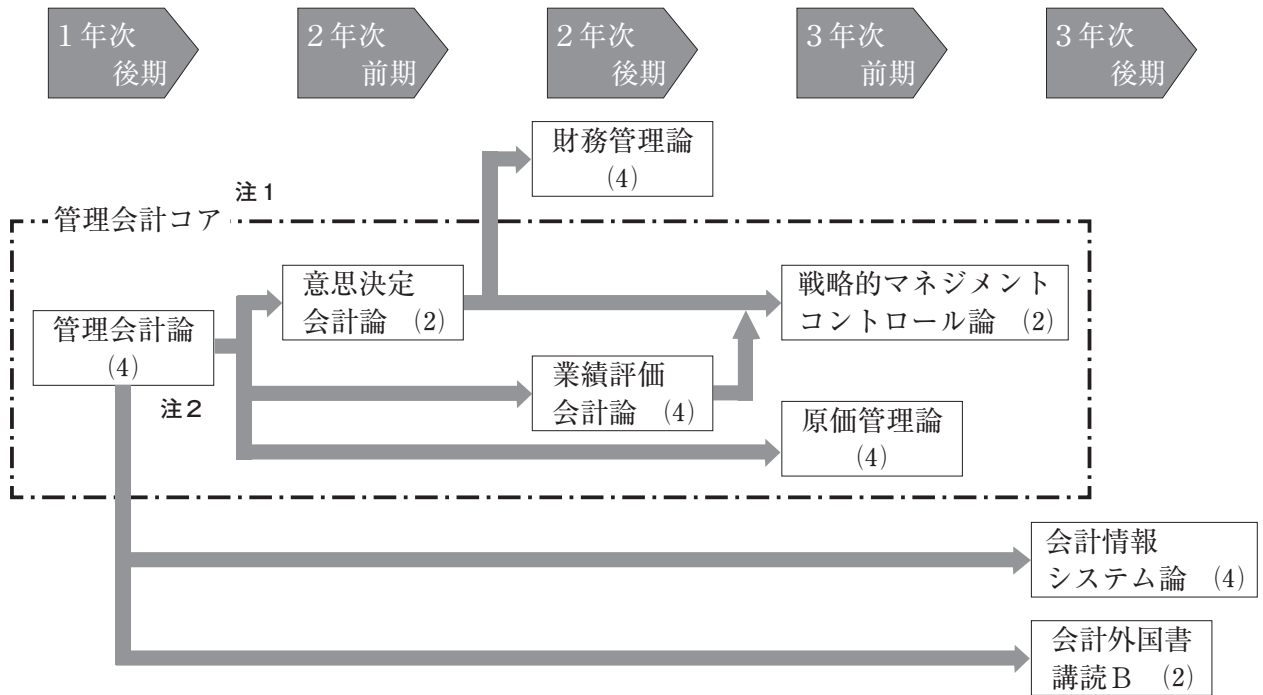 1年次
後期
2年次
前期
2年次
後期
3年次
前期
3年次
後期
財務管理論
(4)
注1
管理会計コア
意思決定
会計論 (2)
戦略的マネジメント
コントロール論 (2)
管理会計論
(4)
注2
業績評価
会計論 (4)
原価管理論
(4)
会計情報
システム論 (4)
会計外国書
講読B (2)